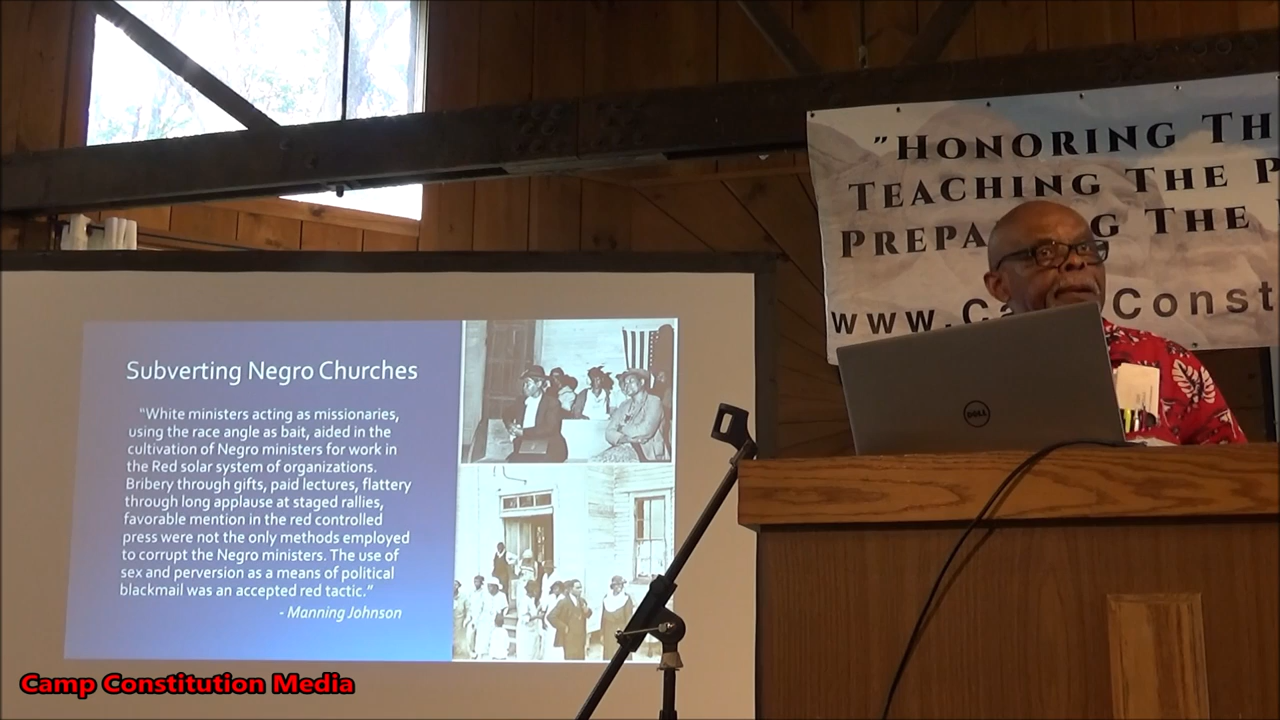 "HONORING TH
TEACHING THE P
PREPA G THE
www.Ca Const
Subverting Negro Churches
"White ministers acting as missionaries,
using the race angle as bait, aided in the
cultivation of Negro ministers for work in
the Red solar system of organizations.
Bribery through gifts, paid lectures, flattery
through long applause at staged rallies,
favorable mention in the red controlled
press were not the only methods employed
to corrupt the Negro ministers. The use of
sex and perversion as a means of political
blackmail was an accepted red tactic."
- Manning Johnson
DELL
Camp Constitution Media